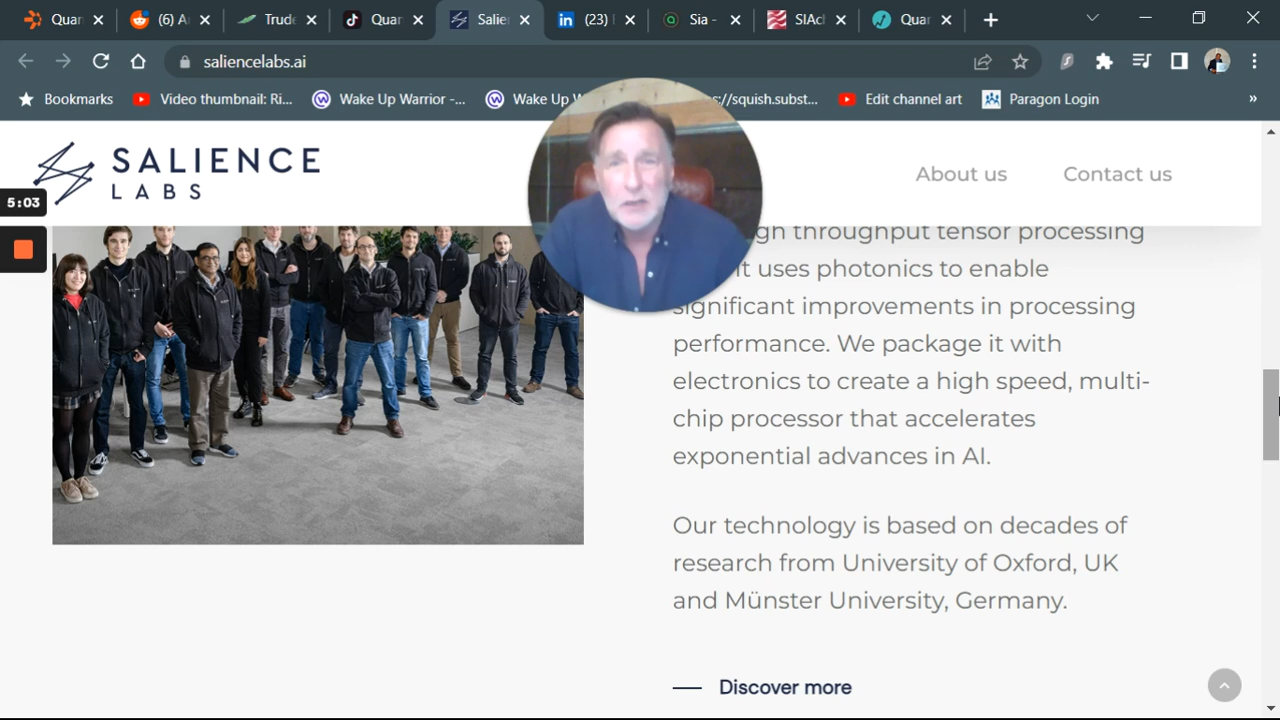 Quar
(6) A
Trude
Quar
Salie
(23)
Sia -
SIAcl
Quar
saliencelabs.ai
Bookmarks
Video thumbnail: Ri...
Wake Up Warrior -...
Wake Up W
s://squish.subst...
Edit channel art
Paragon Login
»
SALIENCE
LABS
About us
Contact us
5:03
gh throughput tensor processing
t uses photonics to enable
significant improvements in processing
performance. We package it with
electronics to create a high speed, multi-
chip processor that accelerates
exponential advances in AI.
Our technology is based on decades of
research from University of Oxford, UK
and Münster University, Germany.
Discover more